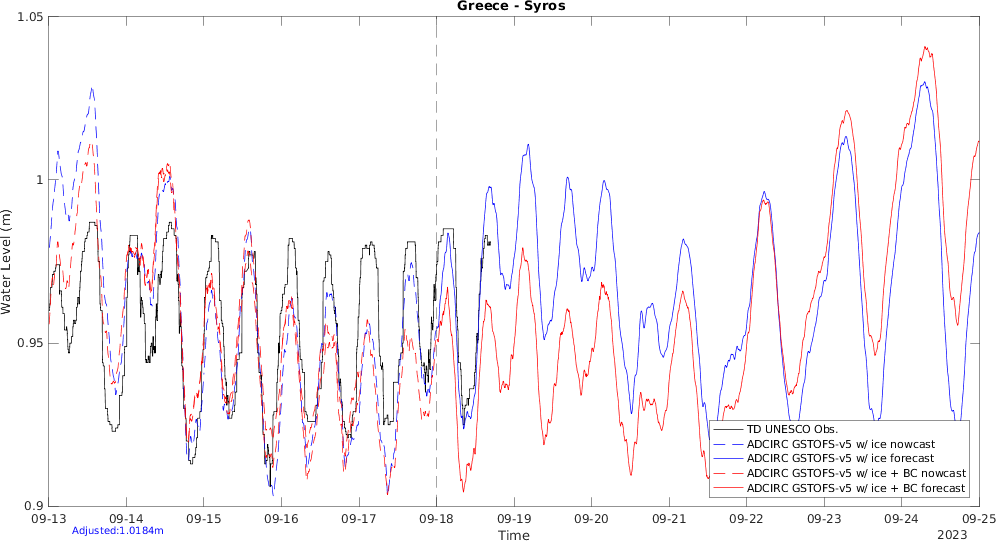 Greece - Syros
1.05
1
0.95
0.9
Water Level (m)
TD UNESCO Obs.
ADCIRC GSTOFS-v5 w/ ice nowcast
ADCIRC GSTOFS-v5 w/ ice forecast
ADCIRC GSTOFS-v5 w/ ice + BC nowcast
ADCIRC GSTOFS-v5 w/ ice + BC forecast
09-13 09-14 09-15 09-16 09-17 09-18 09-19 09-20 09-21 09-22 09-23 09-24 09-25
Adjusted:1.0184m
Time
2023